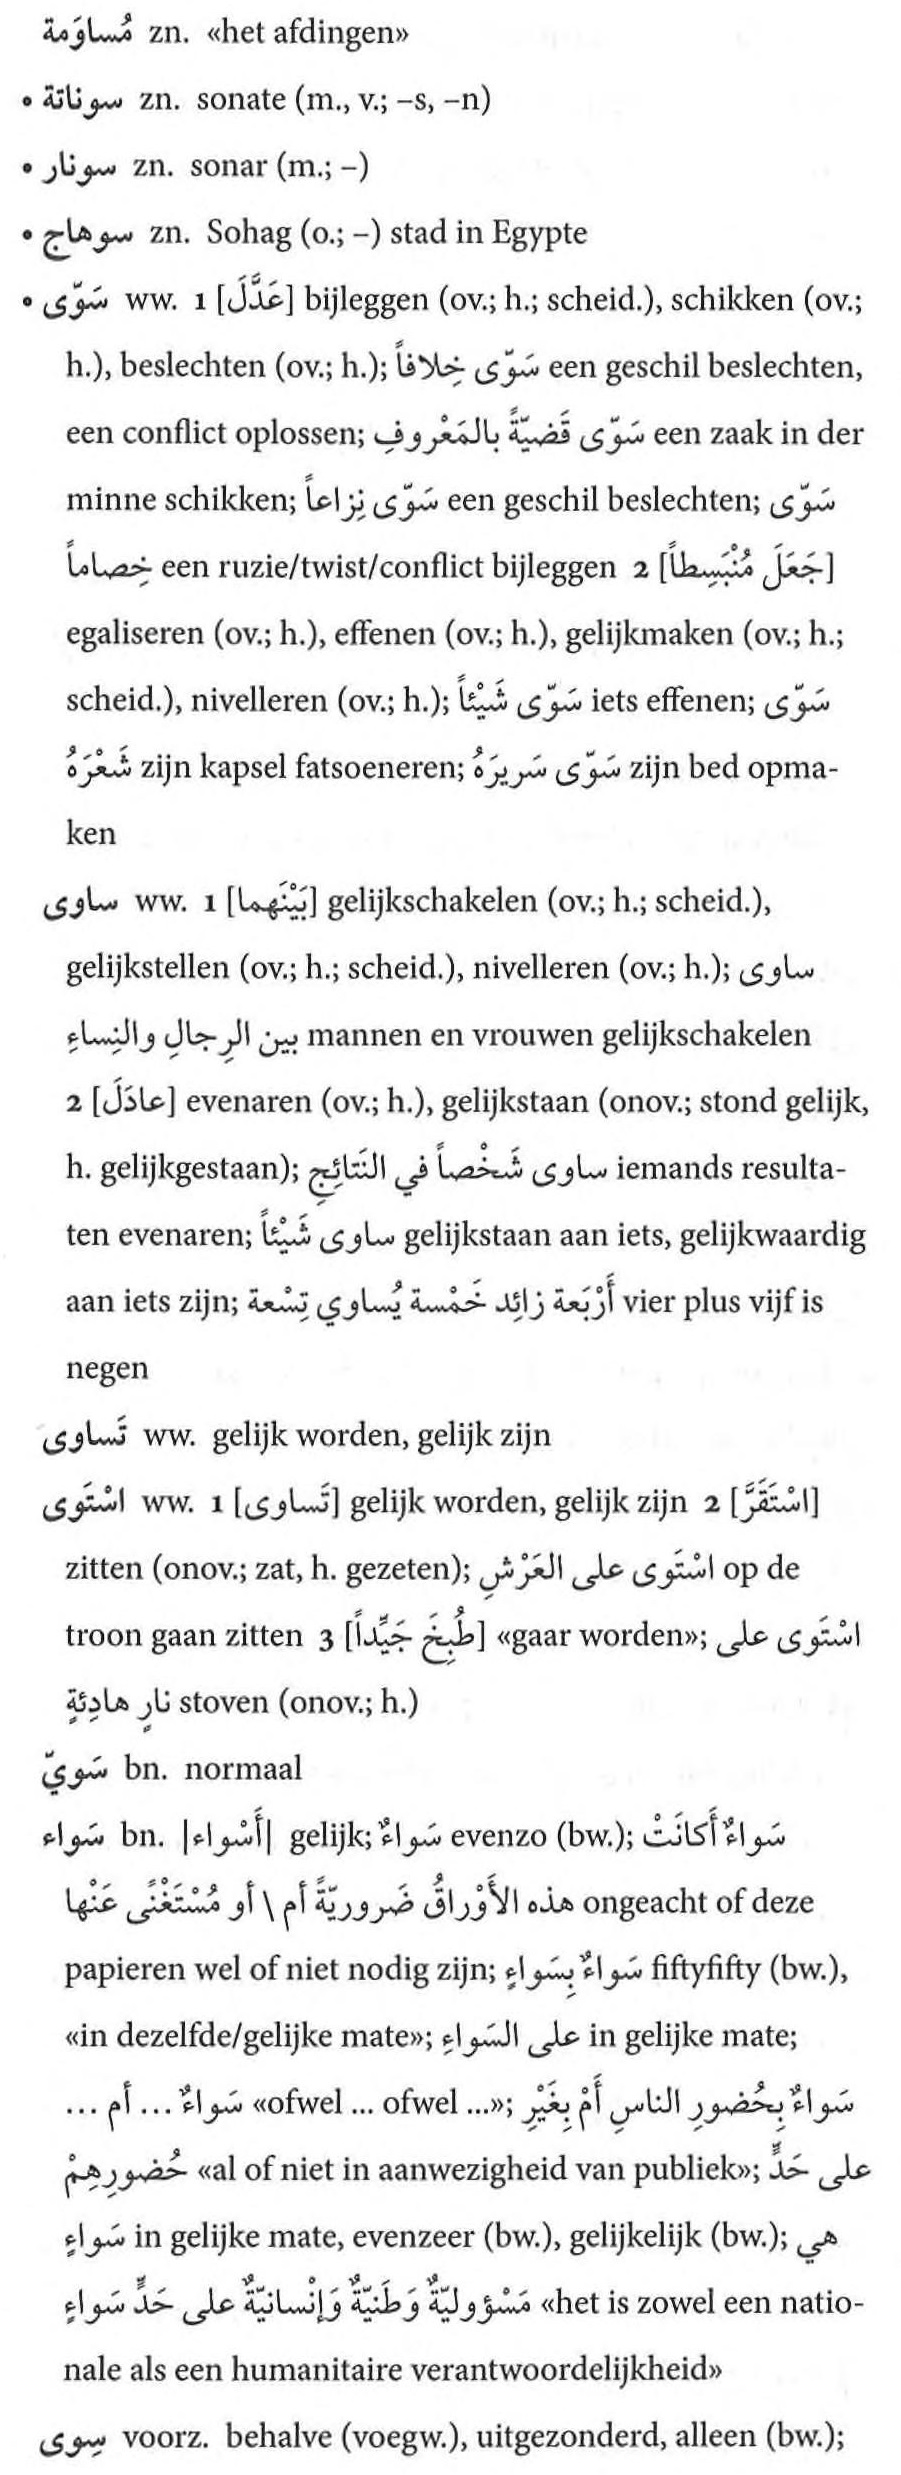 مُساوَمة zn. «het afdingen»
• سوناتة zn. sonate (m., v.; –s, –n)
• سونار zn. sonar (m.; –)
• سوهاج zn. Sohag (o.; –) stad in Egypte
• سَوّى ww. 1 [عَدَّلَ] bijleggen (ov.; h.; scheid.), schikken (ov.;
h.), beslechten (ov.; h.); سَوّى خِلافاً een geschil beslechten,
een conflict oplossen; سَوّى قَضيّةً بالمَعْروفِ een zaak in der
minne schikken; سَوّى نِزاعاً een geschil beslechten; سَوّى
خِصاماً een ruzie/twist/conflict bijleggen 2 [جَعَلَ مُنْبَسِطاً]
egaliseren (ov.; h.), effenen (ov.; h.), gelijkmaken (ov.; h.;
scheid.), nivelleren (ov.; h.); سَوّى شَيْئاً iets effenen; سَوّى
شَعْرَهُ zijn kapsel fatsoeneren; سَوّى سَريرَهُ zijn bed opma-
ken
ساوى ww. 1 [بَيْنَهما] gelijkschakelen (ov.; h.; scheid.),
gelijkstellen (ov.; h.; scheid.), nivelleren (ov.; h.); ساوى
بين الرِجالِ والنِساءِ mannen en vrouwen gelijkschakelen
2 [عادَلَ] evenaren (ov.; h.), gelijkstaan (onov.; stond gelijk,
h. gelijkgestaan); ساوى شَخْصاً في النَتائِجِ iemands resulta-
ten evenaren; ساوى شَيْئاً gelijkstaan aan iets, gelijkwaardig
aan iets zijn; أَرْبَعة زائِد خَمْسة يُساوي تِسْعة vier plus vijf is
negen
تَساوى ww. gelijk worden, gelijk zijn
اسْتَوى ww. 1 [تَساوى] gelijk worden, gelijk zijn 2 [اسْتَقَرَّ]
zitten (onov.; zat, h. gezeten); اسْتَوى على العَرْشِ op de
troon gaan zitten 3 [طُبِخَ جَيِّداً] «gaar worden»; اسْتَوى على
نارٍ هادِئةٍ stoven (onov.; h.)
سَويّ bn. normaal
سَواء bn. |أَسْواء| gelijk; سَواءٌ evenzo (bw.); سَواءٌ أَكانَتْ
هذه الأَوْراقُ ضَروريّةً أم \ أو مُسْتَغْنًى عَنْها ongeacht of deze
papieren wel of niet nodig zijn; سَواءٌ بِسَواءٍ fiftyfifty (bw.),
«in dezelfde/gelijke mate»; على السَواءِ in gelijke mate;
سَواءٌ ... أم ... «ofwel ... ofwel ...»; سَواءٌ بِحُضورِ الناسِ أَمْ بِغَيْرِ
حُضورِهِمْ «al of niet in aanwezigheid van publiek»; على حَدٍّ
سَواءٍ in gelijke mate, evenzeer (bw.), gelijkelijk (bw.); هي
مَسْؤوليّةٌ وَطَنيّةٌ وَإِنْسانيّةٌ على حَدٍّ سَواءٍ «het is zowel een natio-
nale als een humanitaire verantwoordelijkheid»
سِوى voorz. behalve (voegw.), uitgezonderd, alleen (bw.);